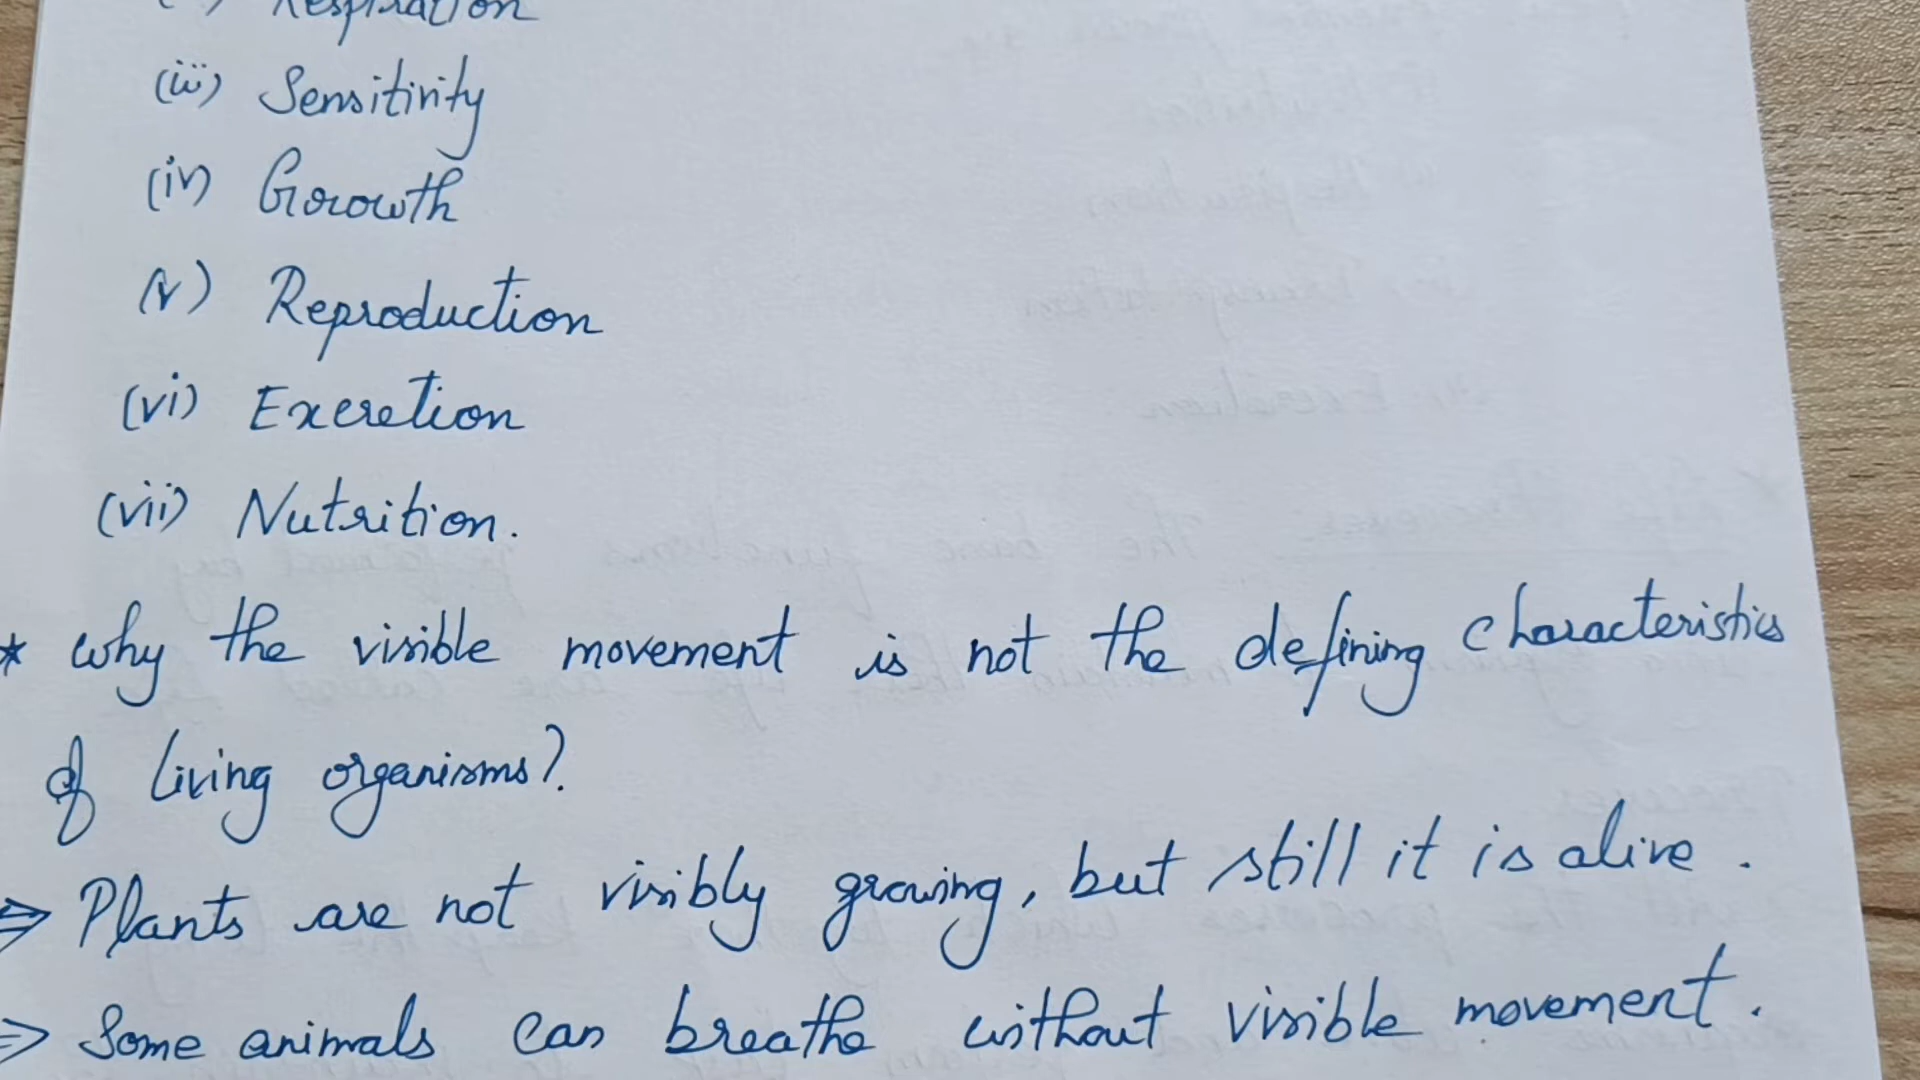 Respiration
(iii) Sensitivity
(iv) Growth
(v) Reproduction
(vi) Excretion
(vii) Nutrition.
* why the visible movement is not the defining characteristics
of living organisms?
⇒ Plants are not visibly growing, but still it is alive.
⇒ Some animals can breathe without visible movement.